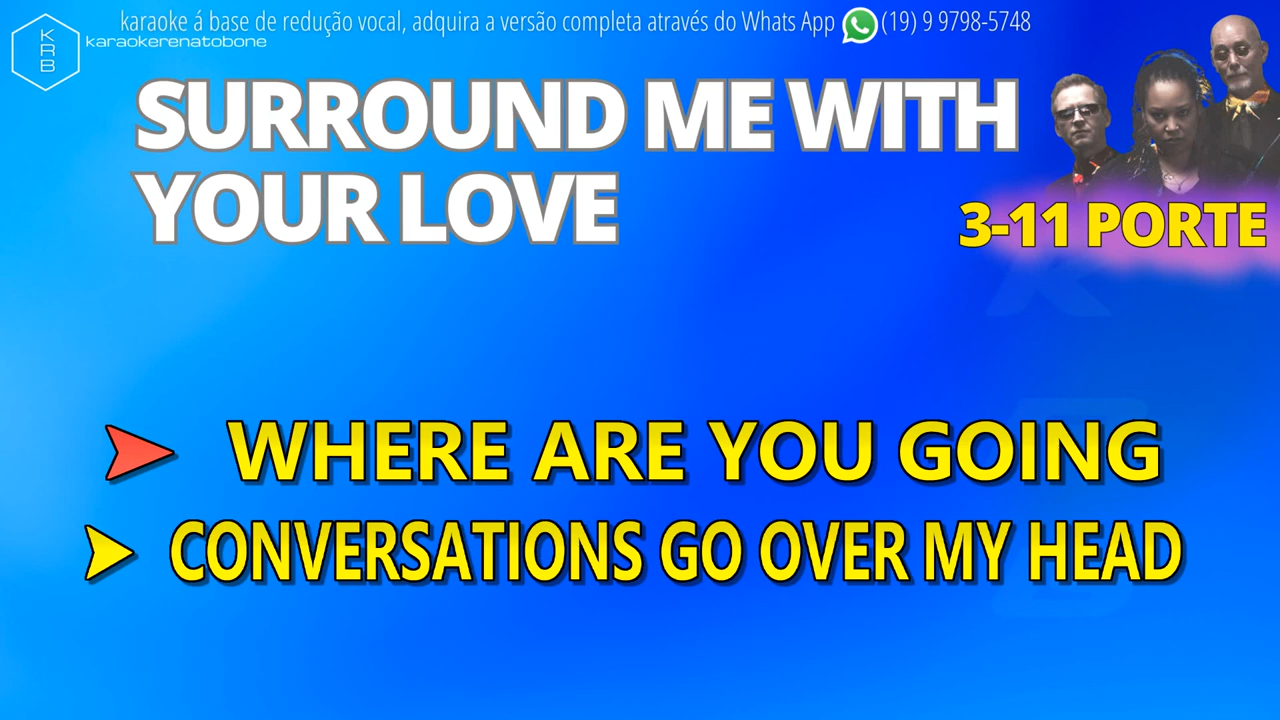 karaoke á base de redução vocal, adquira a versão completa através do Whats App (19) 9 9798-5748
KRB
karaokerenatobone
SURROUND ME WITH
YOUR LOVE
3-11 PORTE
WHERE ARE YOU GOING
CONVERSATIONS GO OVER MY HEAD